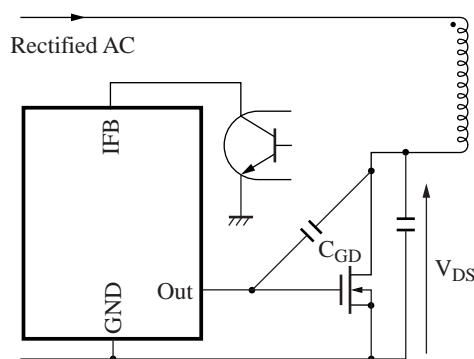 Rectified AC
IFB
C_GD
Out
GND
V_DS